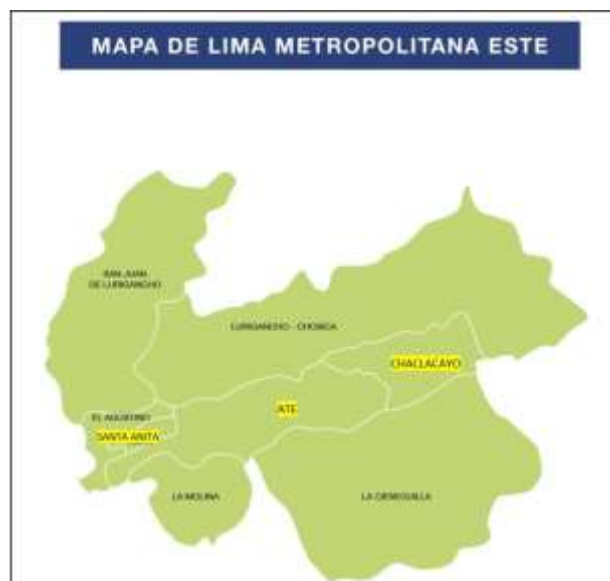 MAPA DE LIMA METROPOLITANA ESTE
SAN JUAN
DE LURIGANCHO
LURIGANCHO - CHOSICA
CHACLACAYO
ATE
EL AGUSTINO
SANTA ANITA
LA MOLINA
LA CIENEGUILLA